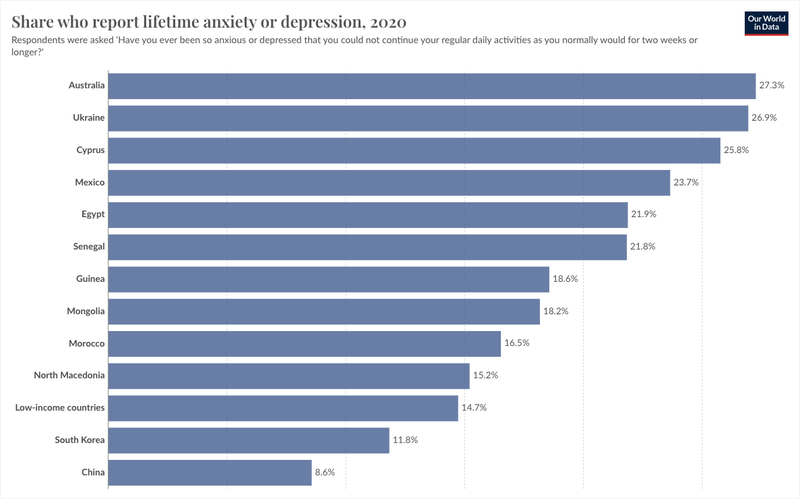 Share who report lifetime anxiety or depression, 2020
Our World
in Data
Respondents were asked 'Have you ever been so anxious or depressed that you could not continue your regular daily activities as you normally would for two weeks or
longer?'
Australia 27.3%
Ukraine 26.9%
Cyprus 25.8%
Mexico 23.7%
Egypt 21.9%
Senegal 21.8%
Guinea 18.6%
Mongolia 18.2%
Morocco 16.5%
North Macedonia 15.2%
Low-income countries 14.7%
South Korea 11.8%
China 8.6%